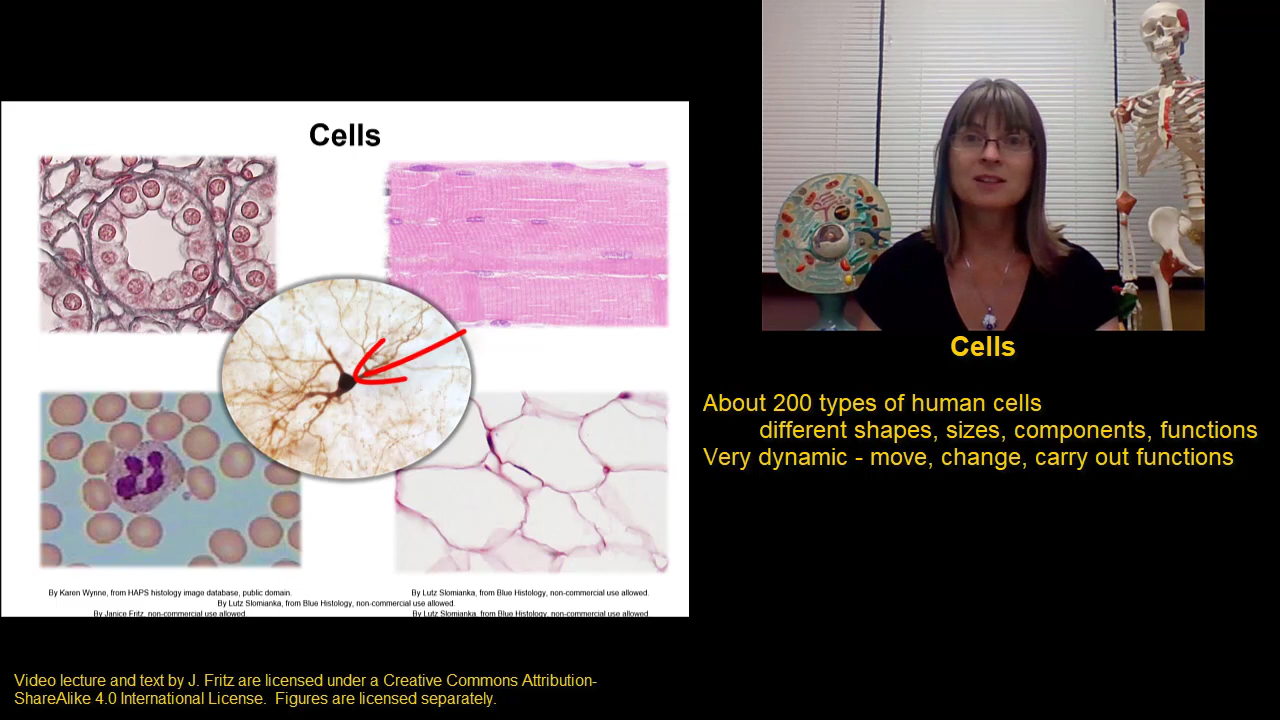 Cells
By Karen Wynne, from HAPS histology image database, public domain.
By Lutz Slomianka, from Blue Histology, non-commercial use allowed.
By Lutz Slomianka, from Blue Histology, non-commercial use allowed.
By Janice Fritz, non-commercial use allowed
By Lutz Slomianka, from Blue Histology, non-commercial use allowed
Cells
About 200 types of human cells
different shapes, sizes, components, functions
Very dynamic - move, change, carry out functions
Video lecture and text by J. Fritz are licensed under a Creative Commons Attribution-
ShareAlike 4.0 International License.  Figures are licensed separately.